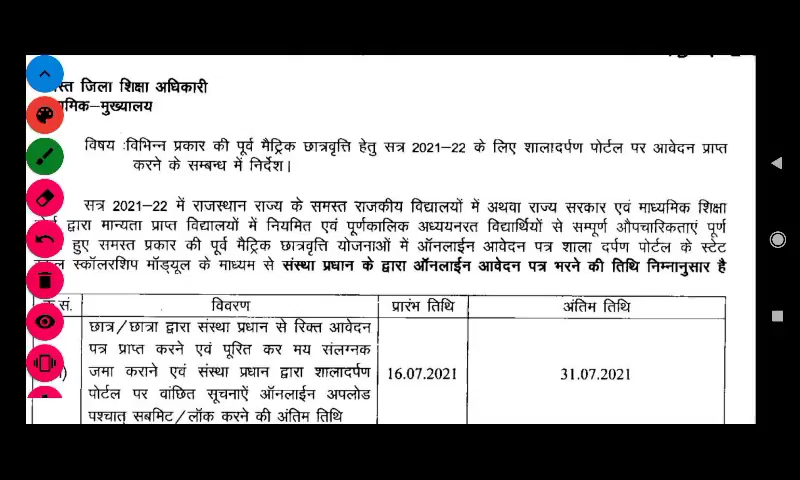 जिला शिक्षा अधिकारी
मुख्यालय
विषय :विभिन्न प्रकार की पूर्व मैट्रिक छात्रवृत्ति हेतु सत्र 2021–22 के लिए शालादर्पण पोर्टल पर आवेदन प्राप्त
करने के सम्बन्ध में निर्देश।
सत्र 2021–22 में राजस्थान राज्य के समस्त राजकीय विद्यालयों में अथवा राज्य सरकार एवं माध्यमिक शिक्षा
द्वारा मान्यता प्राप्त विद्यालयों में नियमित एवं पूर्णकालिक अध्ययनरत विद्यार्थियों से सम्पूर्ण औपचारिकताएं पूर्ण
हुए समस्त प्रकार की पूर्व मैट्रिक छात्रवृत्ति योजनाओं में ऑनलाईन आवेदन पत्र शाला दर्पण पोर्टल के स्टेट
स्कॉलरशिप मॉड्यूल के माध्यम से संस्था प्रधान के द्वारा ऑनलाईन आवेदन पत्र भरने की तिथि निम्नानुसार है
सं. विवरण प्रारंभ तिथि अंतिम तिथि
छात्र/छात्रा द्वारा संस्था प्रधान से रिक्त आवेदन
पत्र प्राप्त करने एवं पूरित कर मय संलग्नक
जमा कराने एवं संस्था प्रधान द्वारा शालादर्पण 16.07.2021 31.07.2021
पोर्टल पर वांछित सूचनाऐं ऑनलाईन अपलोड
पश्चात् सबमिट/लॉक करने की अंतिम तिथि